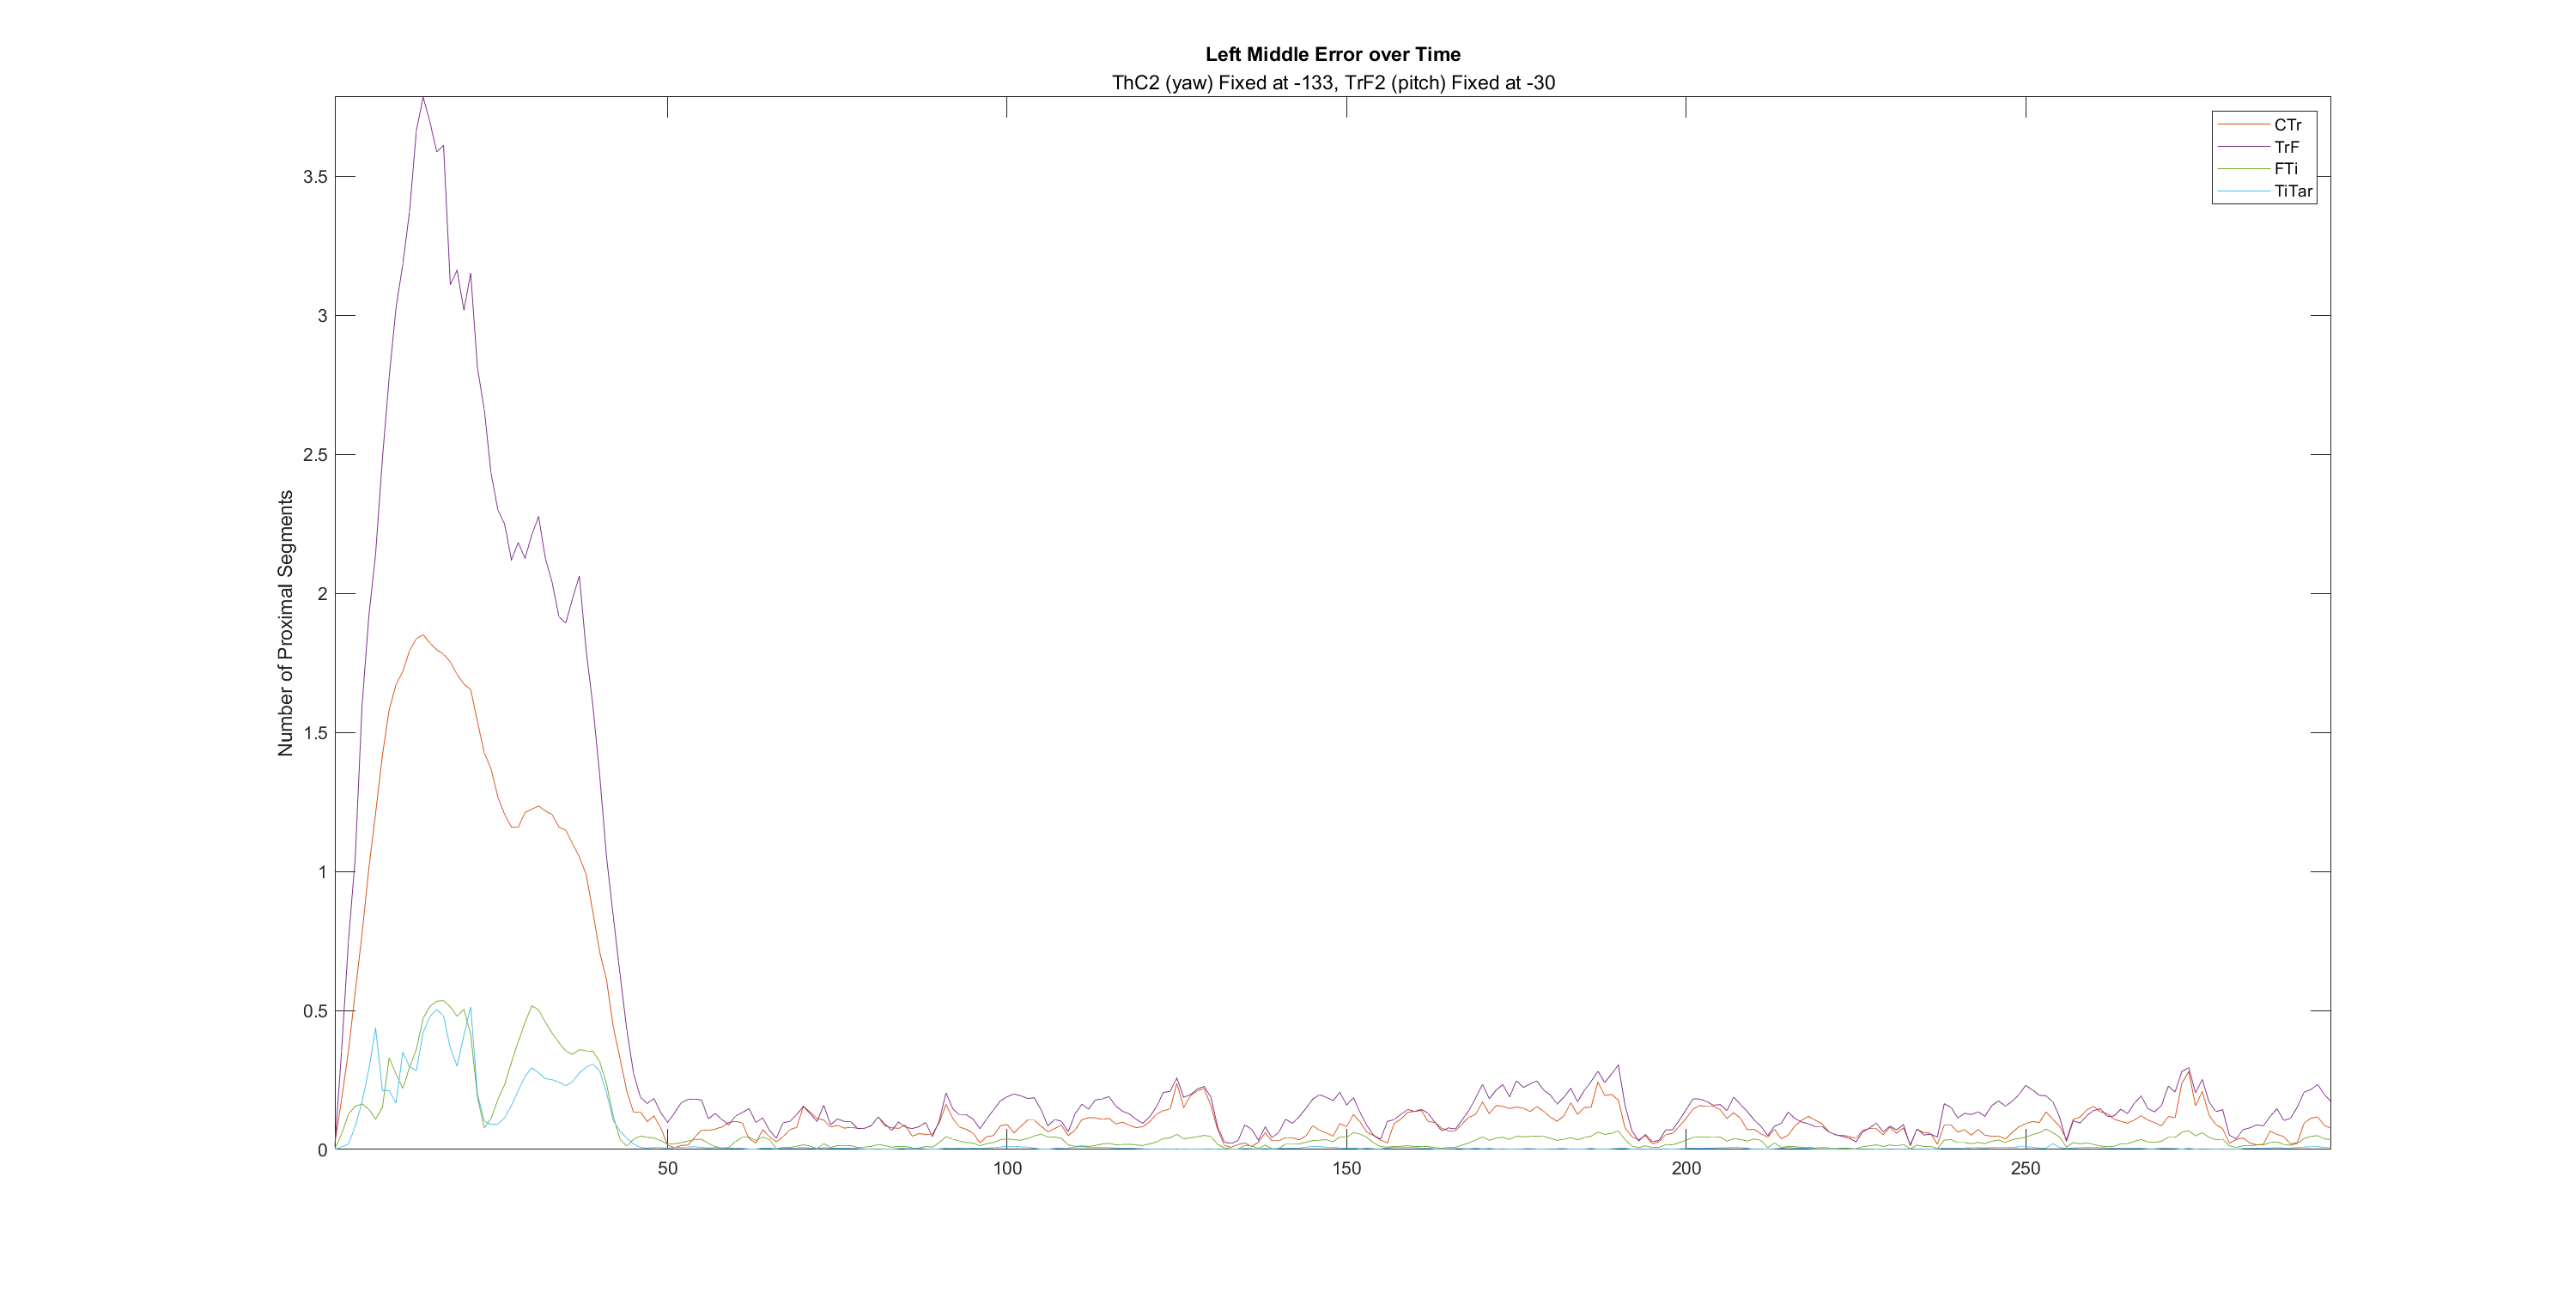 Left Middle Error over Time
ThC2 (yaw) Fixed at -133, TrF2 (pitch) Fixed at -30
CTr
TrF
FTi
TiTar
Number of Proximal Segments
3.5
3
2.5
2
1.5
1
0.5
0
50 100 150 200 250